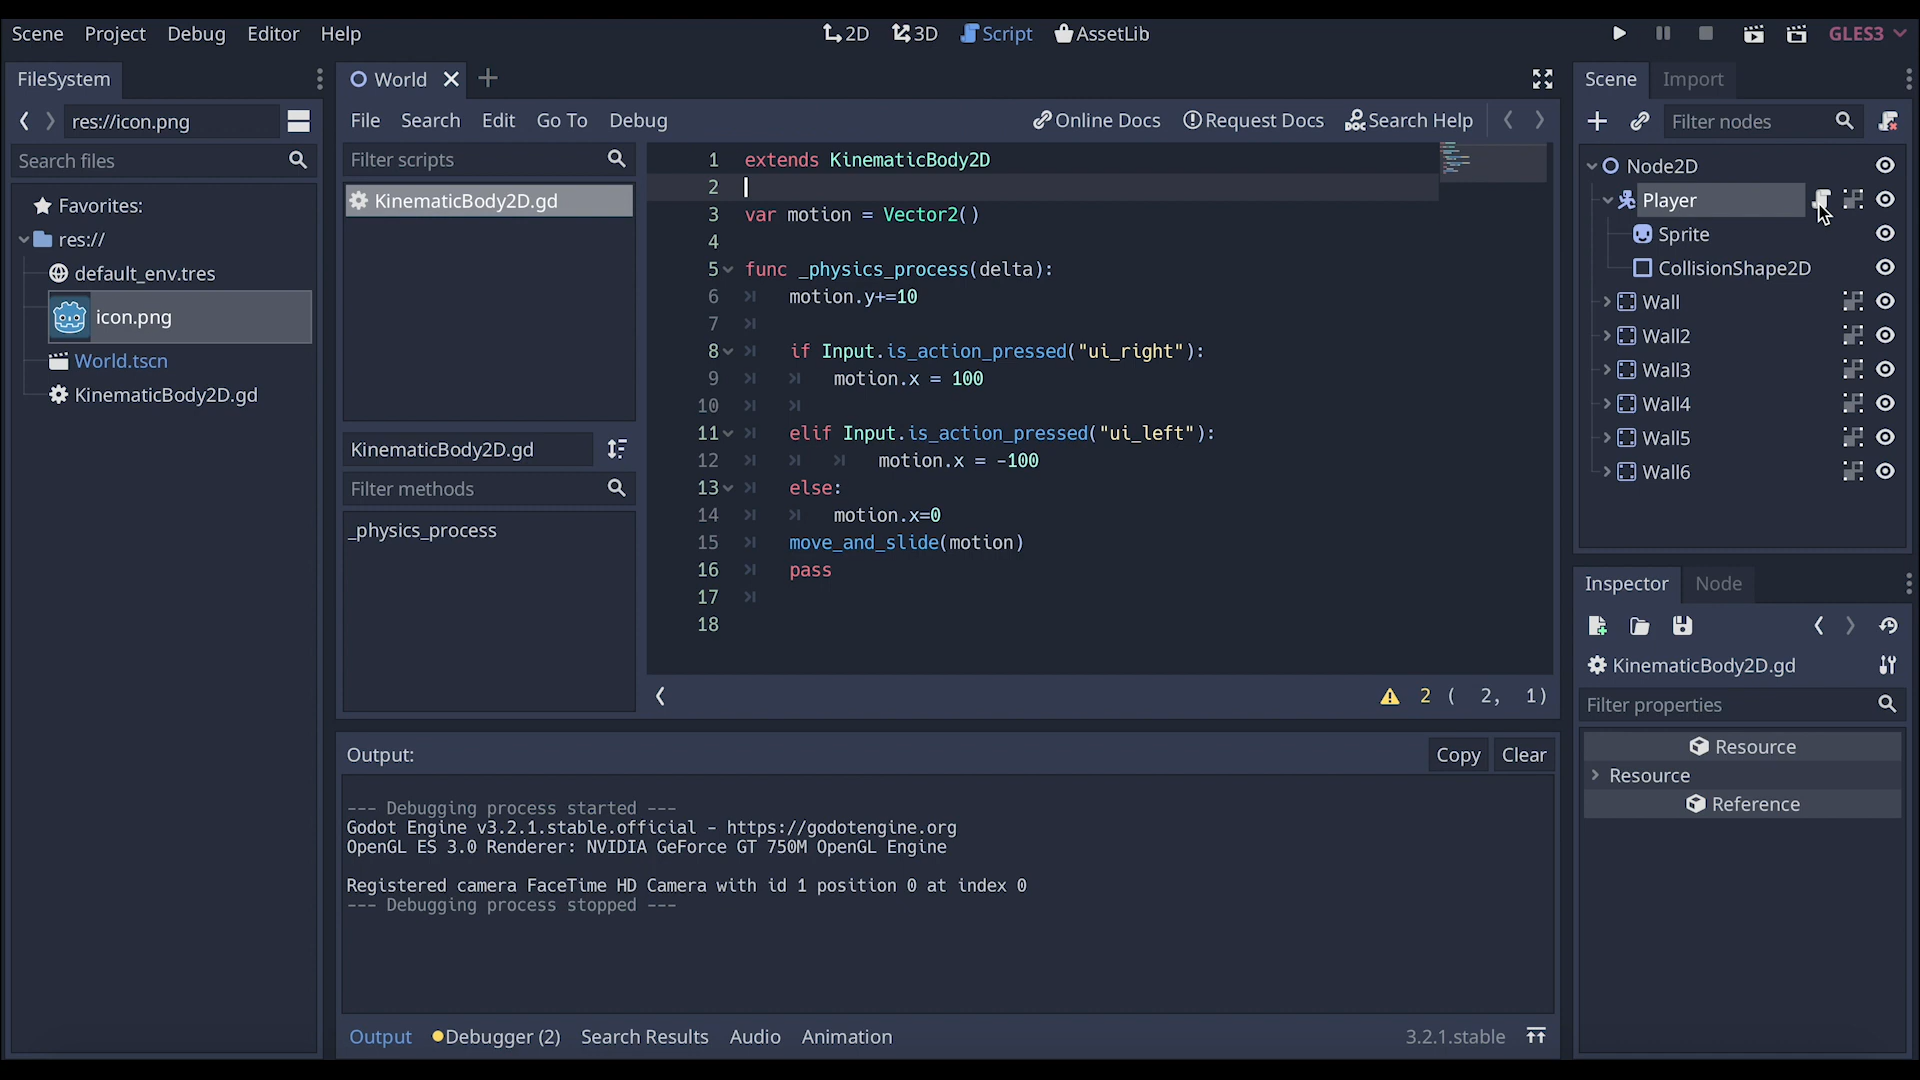 Scene Project Debug Editor Help 2D 3D Script AssetLib GLES3
FileSystem
res://icon.png
Search files
Favorites:
res://
default_env.tres
icon.png
World.tscn
KinematicBody2D.gd
World
File Search Edit Go To Debug Online Docs Request Docs Search Help
Filter scripts
KinematicBody2D.gd
KinematicBody2D.gd
Filter methods
_physics_process
1 extends KinematicBody2D
2
3 var motion = Vector2()
4
5 func _physics_process(delta):
6 motion.y+=10
7
8 if Input.is_action_pressed("ui_right"):
9 motion.x = 100
10
11 elif Input.is_action_pressed("ui_left"):
12 motion.x = -100
13 else:
14 motion.x=0
15 move_and_slide(motion)
16 pass
17
18
2 ( 2, 1)
Output: Copy Clear
--- Debugging process started ---
Godot Engine v3.2.1.stable.official - https://godotengine.org
OpenGL ES 3.0 Renderer: NVIDIA GeForce GT 750M OpenGL Engine
Registered camera FaceTime HD Camera with id 1 position 0 at index 0
--- Debugging process stopped ---
Output Debugger (2) Search Results Audio Animation 3.2.1.stable
Scene Import
Filter nodes
Node2D
Player
Sprite
CollisionShape2D
Wall
Wall2
Wall3
Wall4
Wall5
Wall6
Inspector Node
KinematicBody2D.gd
Filter properties
Resource
Resource
Reference